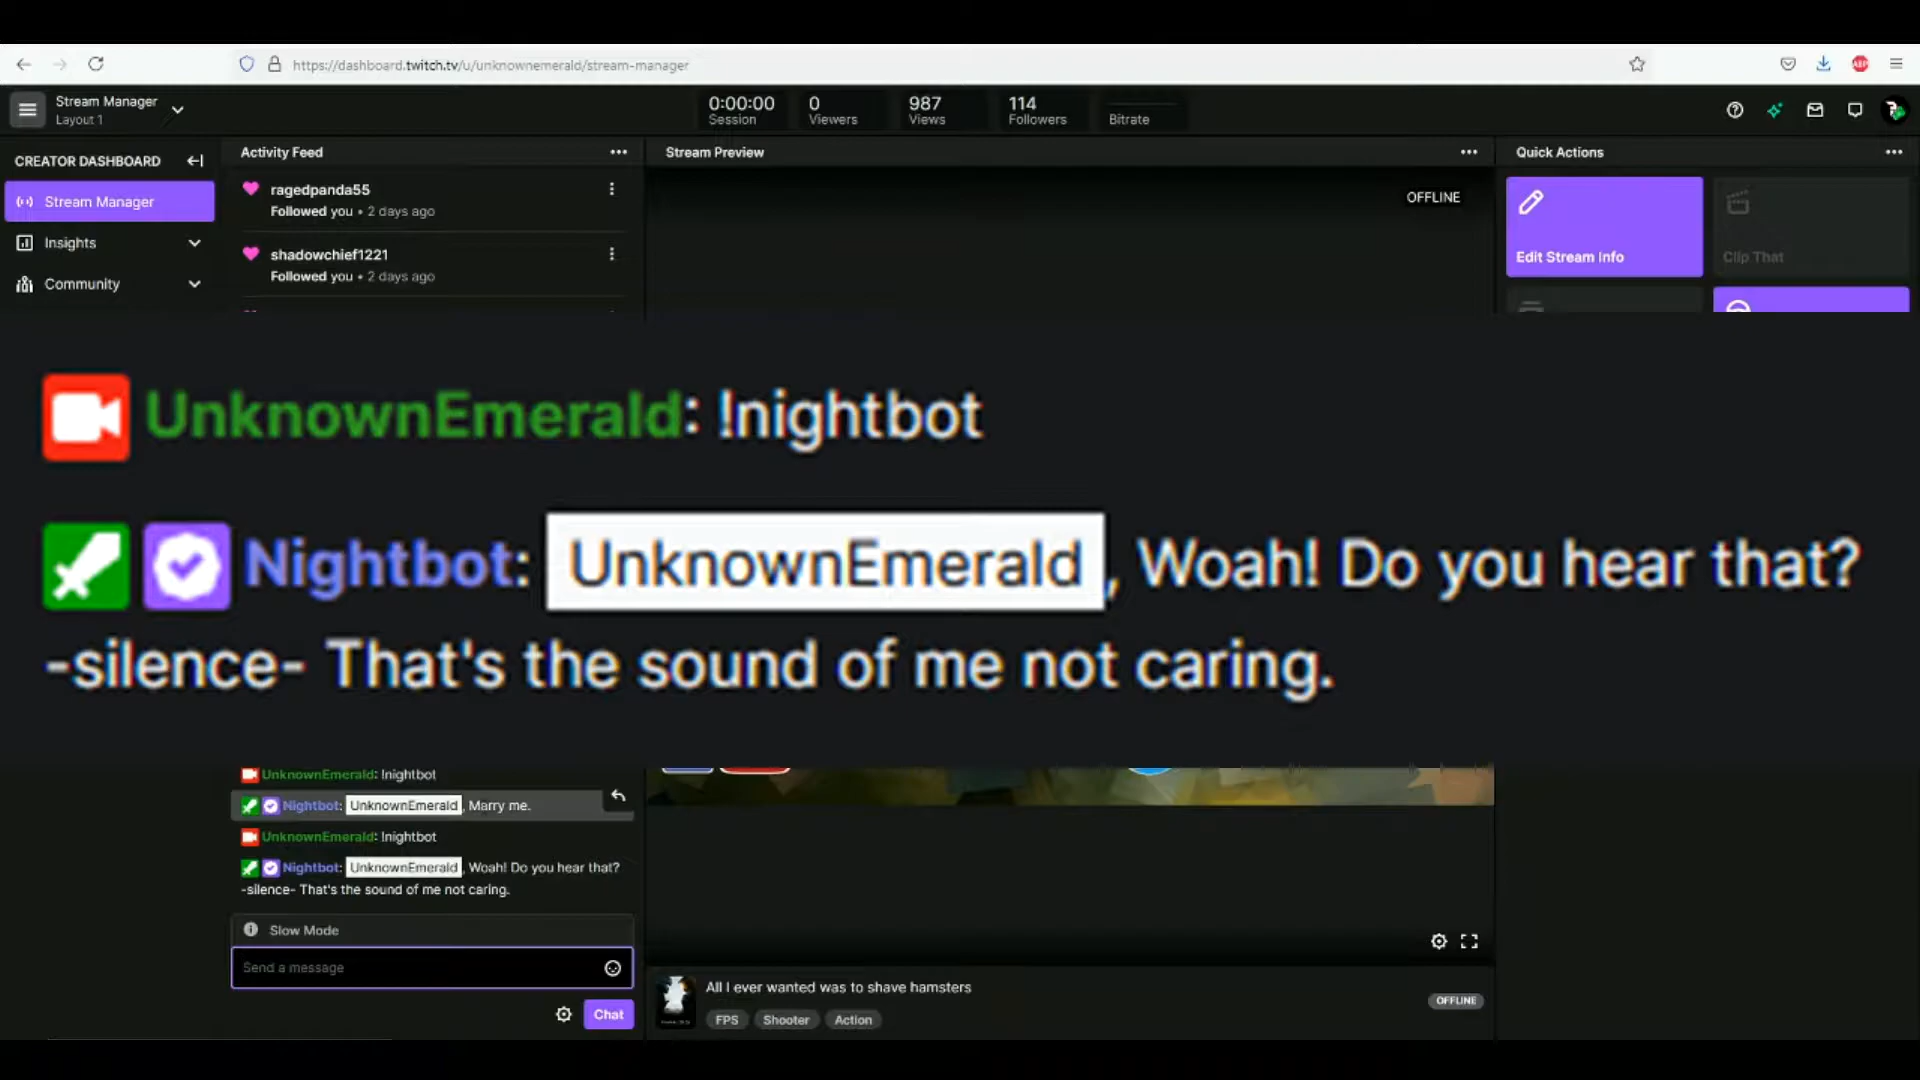 https://dashboard.twitch.tv/u/unknownemerald/stream-manager
ABP
Stream Manager
Layout 1
0:00:00
Session
0
Viewers
987
Views
114
Followers
Bitrate
CREATOR DASHBOARD
Stream Manager
Insights
Community
Activity Feed
ragedpanda55
Followed you • 2 days ago
shadowchief1221
Followed you • 2 days ago
Stream Preview
OFFLINE
Quick Actions
Edit Stream Info
Clip That
UnknownEmerald: !nightbot
Nightbot: UnknownEmerald, Woah! Do you hear that?
-silence- That's the sound of me not caring.
UnknownEmerald: !nightbot
Nightbot: UnknownEmerald, Marry me.
UnknownEmerald: !nightbot
Nightbot: UnknownEmerald, Woah! Do you hear that?
-silence- That's the sound of me not caring.
Slow Mode
Send a message
Chat
All I ever wanted was to shave hamsters
FPS Shooter Action
OFFLINE